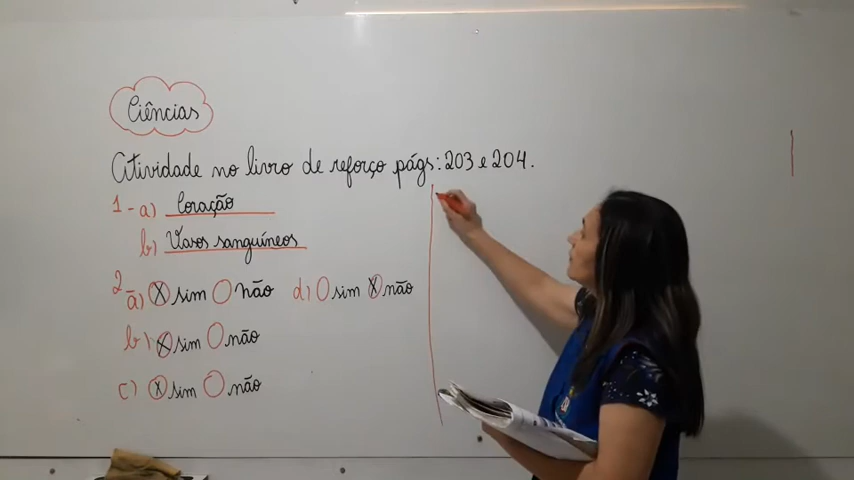 Ciências
Atividade no livro de reforço págs: 203 e 204.
1- a) Coração
b) Vasos sanguíneos
2
a) (X) sim ( ) não d) ( ) sim (X) não
b) (X) sim ( ) não
c) (X) sim ( ) não